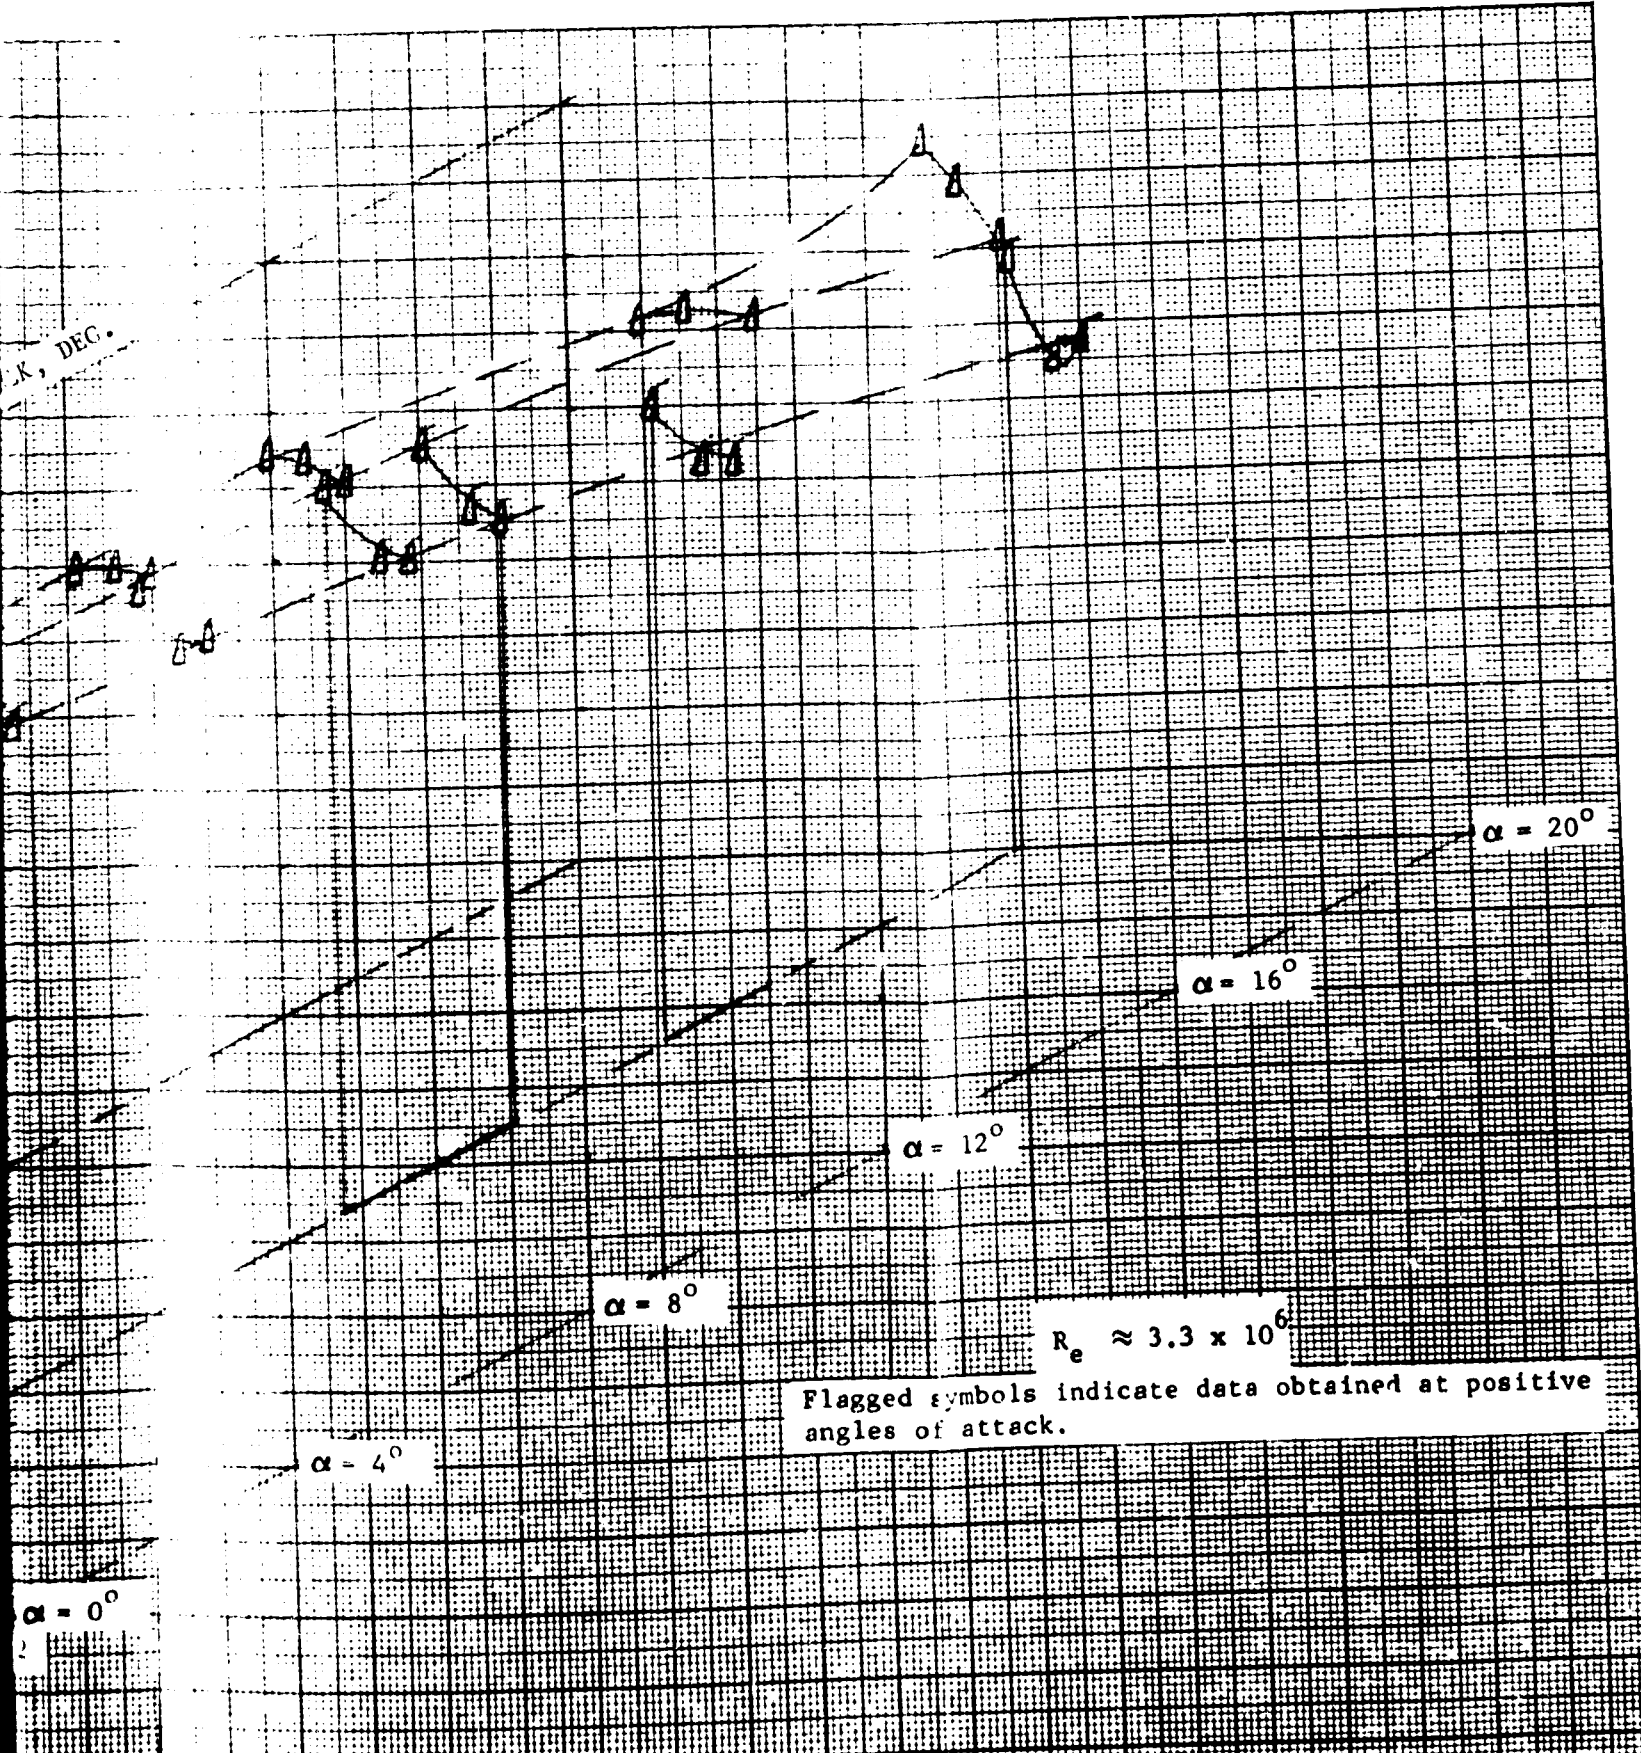 DEG.
α = 20°
α = 16°
α = 12°
α = 8°
Rₑ ≈ 3.3 x 10⁶
Flagged symbols indicate data obtained at positive
angles of attack.
α = 4°
α = 0°